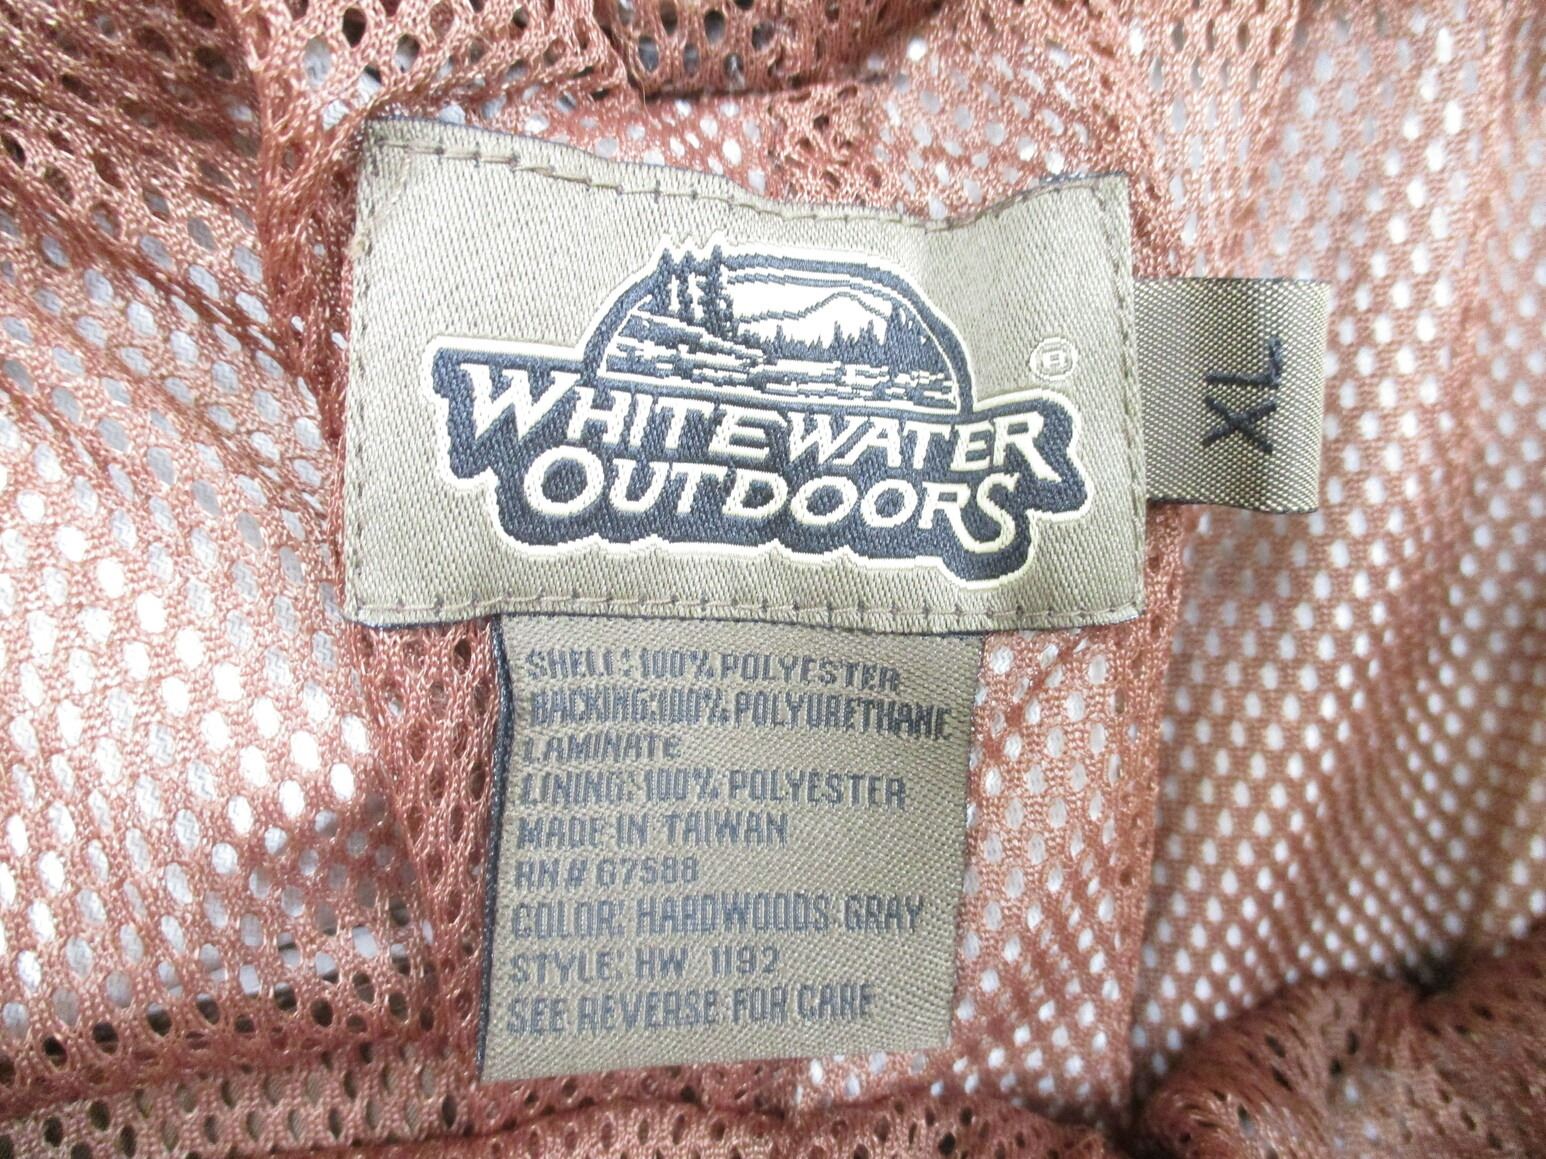 WHITEWATER
OUTDOORS
®
XL
SHELL: 100% POLYESTER
BACKING: 100% POLYURETHANE
LAMINATE
LINING: 100% POLYESTER
MADE IN TAIWAN
RN# 67588
COLOR: HARDWOODS GRAY
STYLE: HW 1192
SEE REVERSE FOR CARE